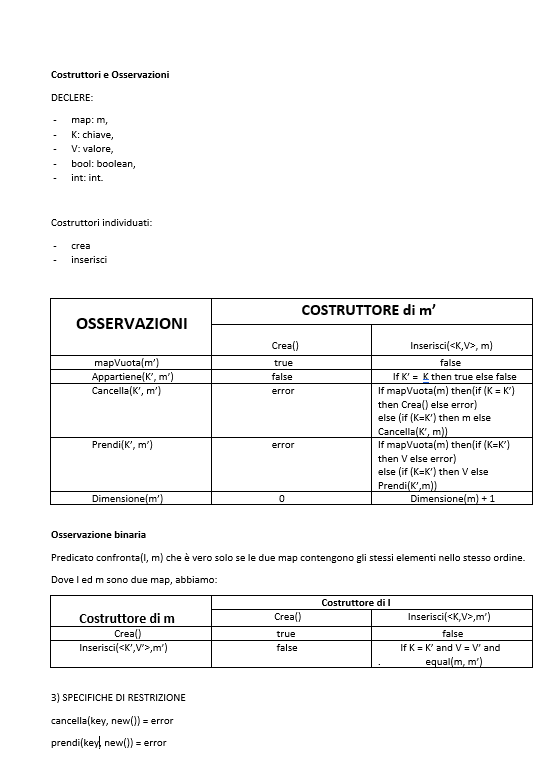 Costruttori e Osservazioni
DECLERE:
- map: m,
- K: chiave,
- V: valore,
- bool: boolean,
- int: int.
Costruttori individuati:
- crea
- inserisci
OSSERVAZIONI
COSTRUTTORE di m’
Crea()
Inserisci(<K,V>, m)
mapVuota(m’)
true
false
Appartiene(K’, m’)
false
If K’ = K then true else false
Cancella(K’, m’)
error
If mapVuota(m) then(if (K = K’)
then Crea() else error)
else (if (K=K’) then m else
Cancella(K’, m))
Prendi(K’, m’)
error
If mapVuota(m) then(if (K=K’)
then V else error)
else (if (K=K’) then V else
Prendi(K’,m))
Dimensione(m’)
0
Dimensione(m) + 1
Osservazione binaria
Predicato confronta(l, m) che è vero solo se le due map contengono gli stessi elementi nello stesso ordine.
Dove l ed m sono due map, abbiamo:
Costruttore di m
Costruttore di l
Crea()
Inserisci(<K,V>,m’)
Crea()
true
false
Inserisci(<K’,V’>,m’)
false
If K = K’ and V = V’ and
. equal(m, m’)
3) SPECIFICHE DI RESTRIZIONE
cancella(key, new()) = error
prendi(key, new()) = error